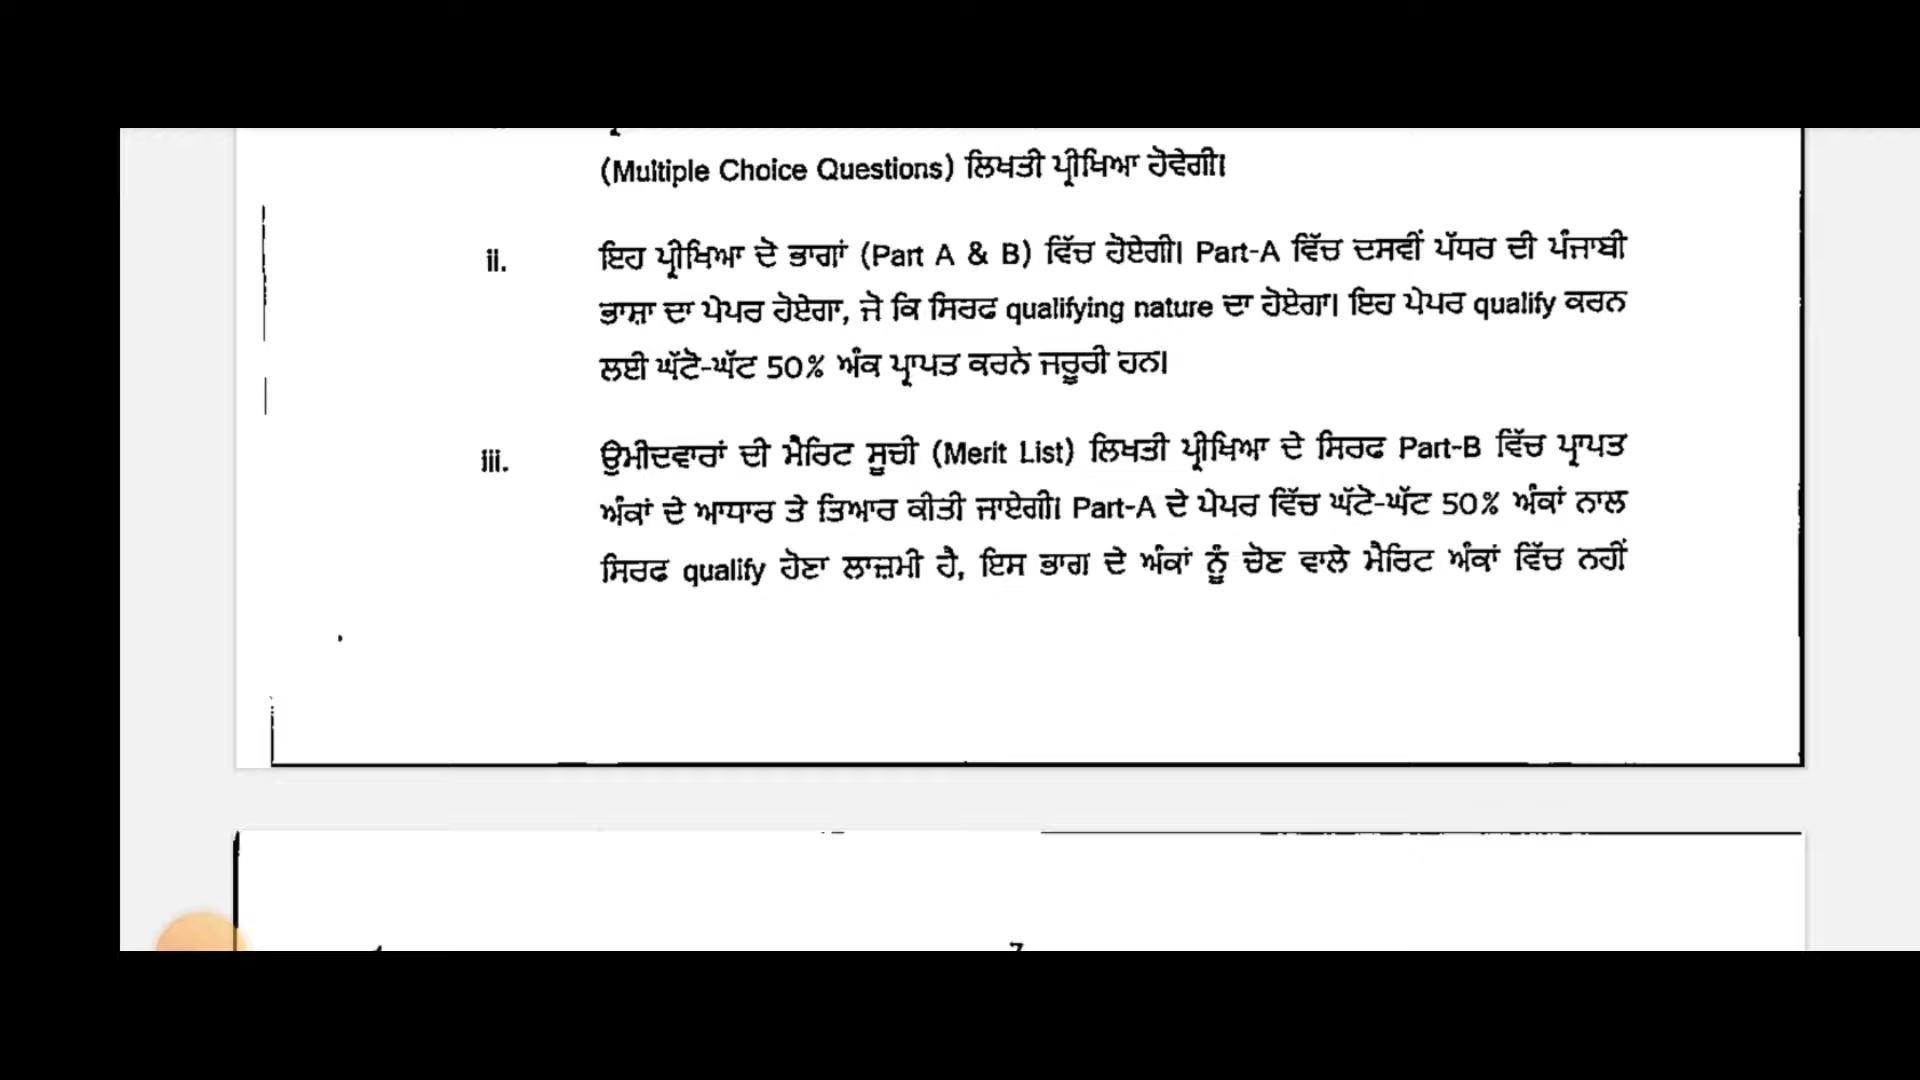 (Multiple Choice Questions) ਲਿਖਤੀ ਪ੍ਰੀਖਿਆ ਹੋਵੇਗੀ।
ii. ਇਹ ਪ੍ਰੀਖਿਆ ਦੋ ਭਾਗਾਂ (Part A & B) ਵਿੱਚ ਹੋਏਗੀ। Part-A ਵਿੱਚ ਦਸਵੀਂ ਪੱਧਰ ਦੀ ਪੰਜਾਬੀ
ਭਾਸ਼ਾ ਦਾ ਪੇਪਰ ਹੋਏਗਾ, ਜੋ ਕਿ ਸਿਰਫ qualifying nature ਦਾ ਹੋਏਗਾ। ਇਹ ਪੇਪਰ qualify ਕਰਨ
ਲਈ ਘੱਟੋ-ਘੱਟ 50% ਅੰਕ ਪ੍ਰਾਪਤ ਕਰਨੇ ਜਰੂਰੀ ਹਨ।
iii. ਉਮੀਦਵਾਰਾਂ ਦੀ ਮੈਰਿਟ ਸੂਚੀ (Merit List) ਲਿਖਤੀ ਪ੍ਰੀਖਿਆ ਦੇ ਸਿਰਫ Part-B ਵਿੱਚ ਪ੍ਰਾਪਤ
ਅੰਕਾਂ ਦੇ ਆਧਾਰ ਤੇ ਤਿਆਰ ਕੀਤੀ ਜਾਏਗੀ। Part-A ਦੇ ਪੇਪਰ ਵਿੱਚ ਘੱਟੋ-ਘੱਟ 50% ਅੰਕਾਂ ਨਾਲ
ਸਿਰਫ qualify ਹੋਣਾ ਲਾਜ਼ਮੀ ਹੈ, ਇਸ ਭਾਗ ਦੇ ਅੰਕਾਂ ਨੂੰ ਚੋਣ ਵਾਲੇ ਮੈਰਿਟ ਅੰਕਾਂ ਵਿੱਚ ਨਹੀਂ